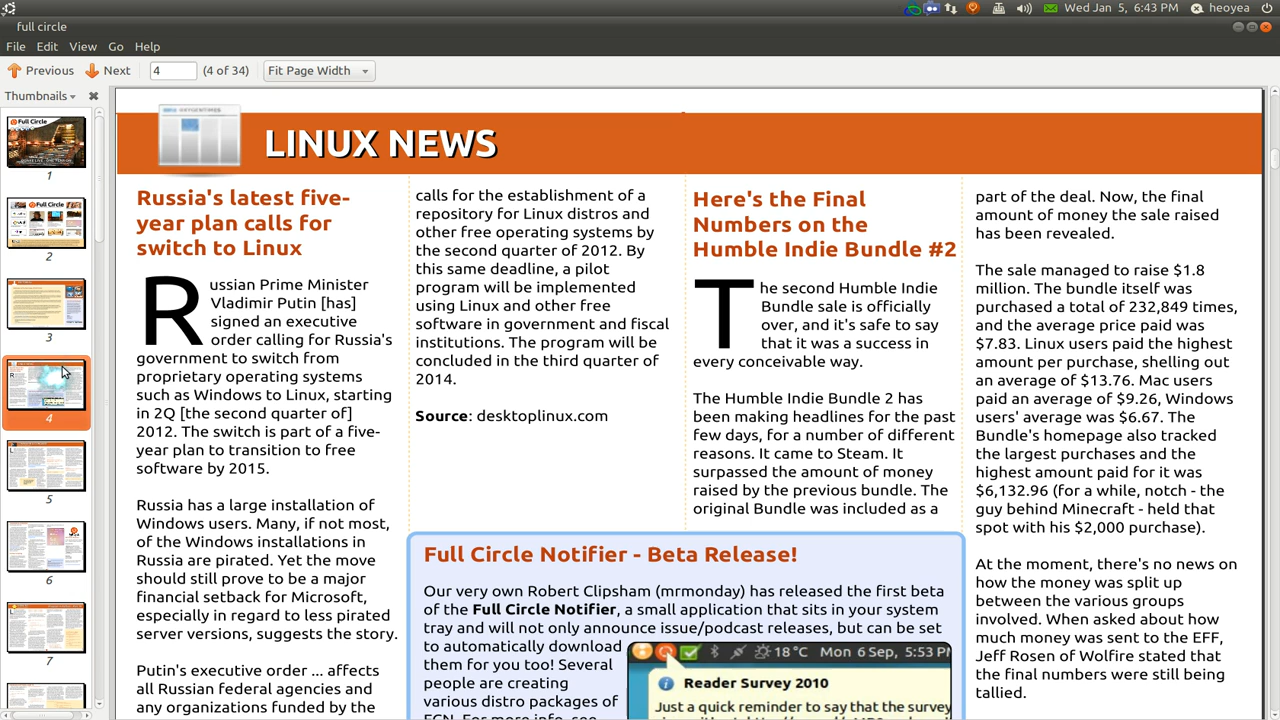 Wed Jan 5, 6:43 PM
heoyea
full circle
File Edit View Go Help
Previous Next 4 (4 of 34) Fit Page Width
Thumbnails
Full Circle
1
Full Circle
2
3
4
5
6
7
LINUX NEWS
Russia's latest five-
year plan calls for
switch to Linux
Russian Prime Minister
Vladimir Putin [has]
signed an executive
order calling for Russia's
government to switch from
proprietary operating systems
such as Windows to Linux, starting
in 2Q [the second quarter of]
2012. The switch is part of a five-
year plan to transition to free
software by 2015.
Russia has a large installation of
Windows users. Many, if not most,
of the Windows installations in
Russia are pirated. Yet the move
should still prove to be a major
financial setback for Microsoft,
especially in regard to less pirated
server versions, suggests the story.
Putin's executive order ... affects
all Russian federal agencies and
any organizations funded by the
calls for the establishment of a
repository for Linux distros and
other free operating systems by
the second quarter of 2012. By
this same deadline, a pilot
program will be implemented
using Linux and other free
software in government and fiscal
institutions. The program will be
concluded in the third quarter of
2014.
Source: desktoplinux.com
Here's the Final
Numbers on the
Humble Indie Bundle #2
The second Humble Indie
Bundle sale is officially
over, and it's safe to say
that it was a success in
every conceivable way.
The Humble Indie Bundle 2 has
been making headlines for the past
few days, for a number of different
reasons. It came to Steam. It
surpassed the amount of money
raised by the previous bundle. The
original Bundle was included as a
part of the deal. Now, the final
amount of money the sale raised
has been revealed.
The sale managed to raise $1.8
million. The bundle itself was
purchased a total of 232,849 times,
and the average price paid was
$7.83. Linux users paid the highest
amount per purchase, shelling out
an average of $13.76. Mac users
paid an average of $9.26, Windows
users' average was $6.67. The
Bundle's homepage also tracked
the largest purchases and the
highest amount paid for it was
$6,132.96 (for a while, notch - the
guy behind Minecraft - held that
spot with his $2,000 purchase).
At the moment, there's no news on
how the money was split up
between the various groups
involved. When asked about how
much money was sent to the EFF,
Jeff Rosen of Wolfire stated that
the final numbers were still being
tallied.
Full Circle Notifier - Beta Release!
Our very own Robert Clipsham (mrmonday) has released the first beta
of the Full Circle Notifier, a small application that sits in your system
tray and will not only announce issue/podcast releases, but can be set
to automatically download
them for you too! Several
people are creating
various distro packages of
FCN. For more info, see
18°C Mon 6 Sep, 5:53 P
Reader Survey 2010
Just a quick reminder to say that the survey